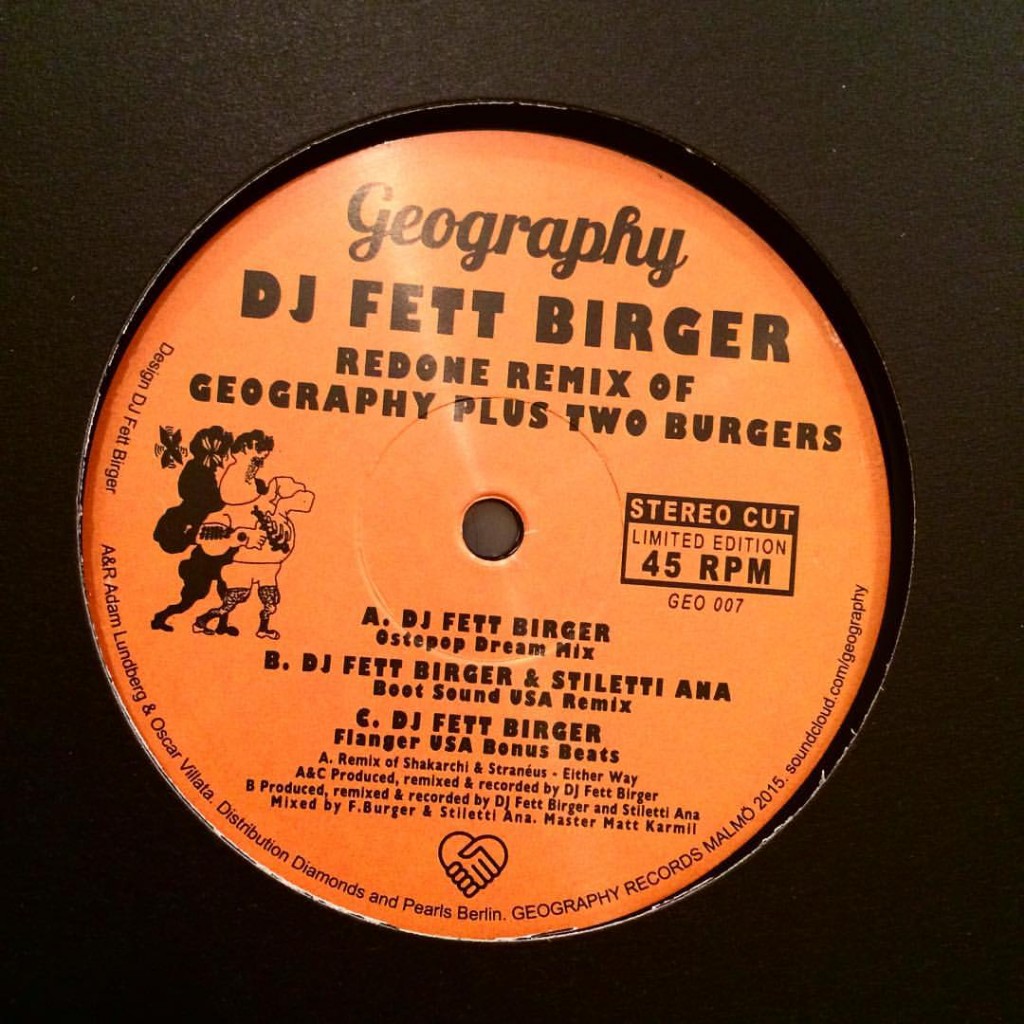 Geography
DJ FETT BIRGER
REDONE REMIX OF
GEOGRAPHY PLUS TWO BURGERS
STEREO CUT
LIMITED EDITION
45 RPM
GEO 007
A. DJ FETT BIRGER
Ostepop Dream Mix
B. DJ FETT BIRGER & STILETTI ANA
Boot Sound USA Remix
C. DJ FETT BIRGER
Flanger USA Bonus Beats
A. Remix of Shakarchi & Stranéus - Either Way
A&C Produced, remixed & recorded by DJ Fett Birger
B Produced, remixed & recorded by DJ Fett Birger and Stiletti Ana
Mixed by F.Burger & Stiletti Ana. Master Matt Karmil
Design DJ Fett Birger
A&R Adam Lundberg & Oscar Villata. Distribution Diamonds and Pearls Berlin. GEOGRAPHY RECORDS MALMÖ 2015. soundcloud.com/geography